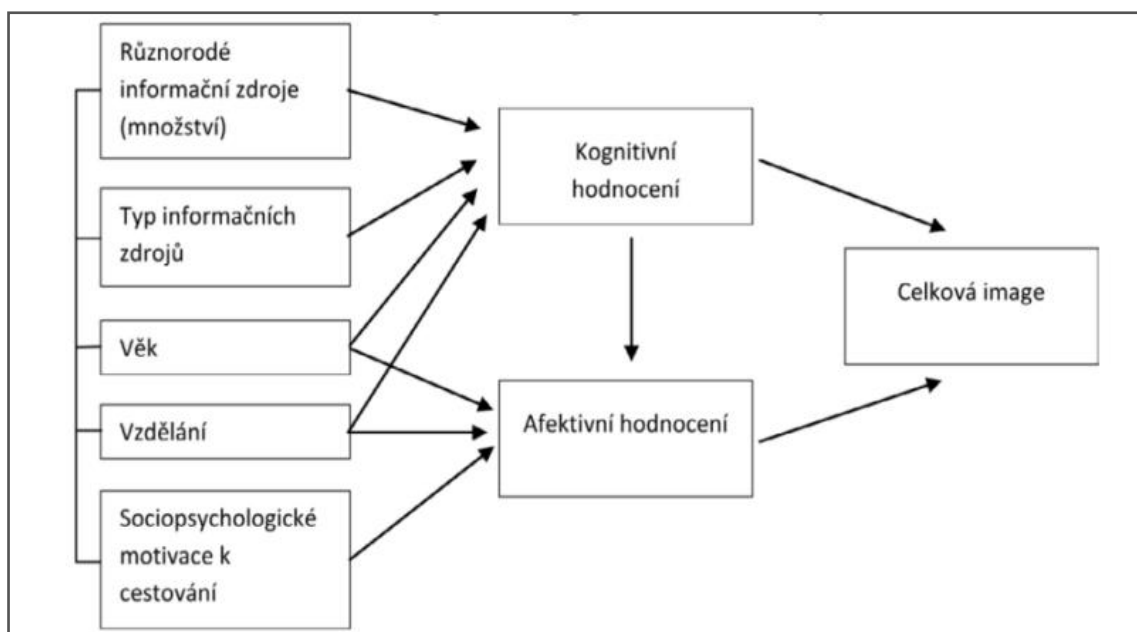 Různorodé
informační zdroje
(množství)
Typ informačních
zdrojů
Věk
Vzdělání
Sociopsychologické
motivace k
cestování
Kognitivní
hodnocení
Afektivní hodnocení
Celková image